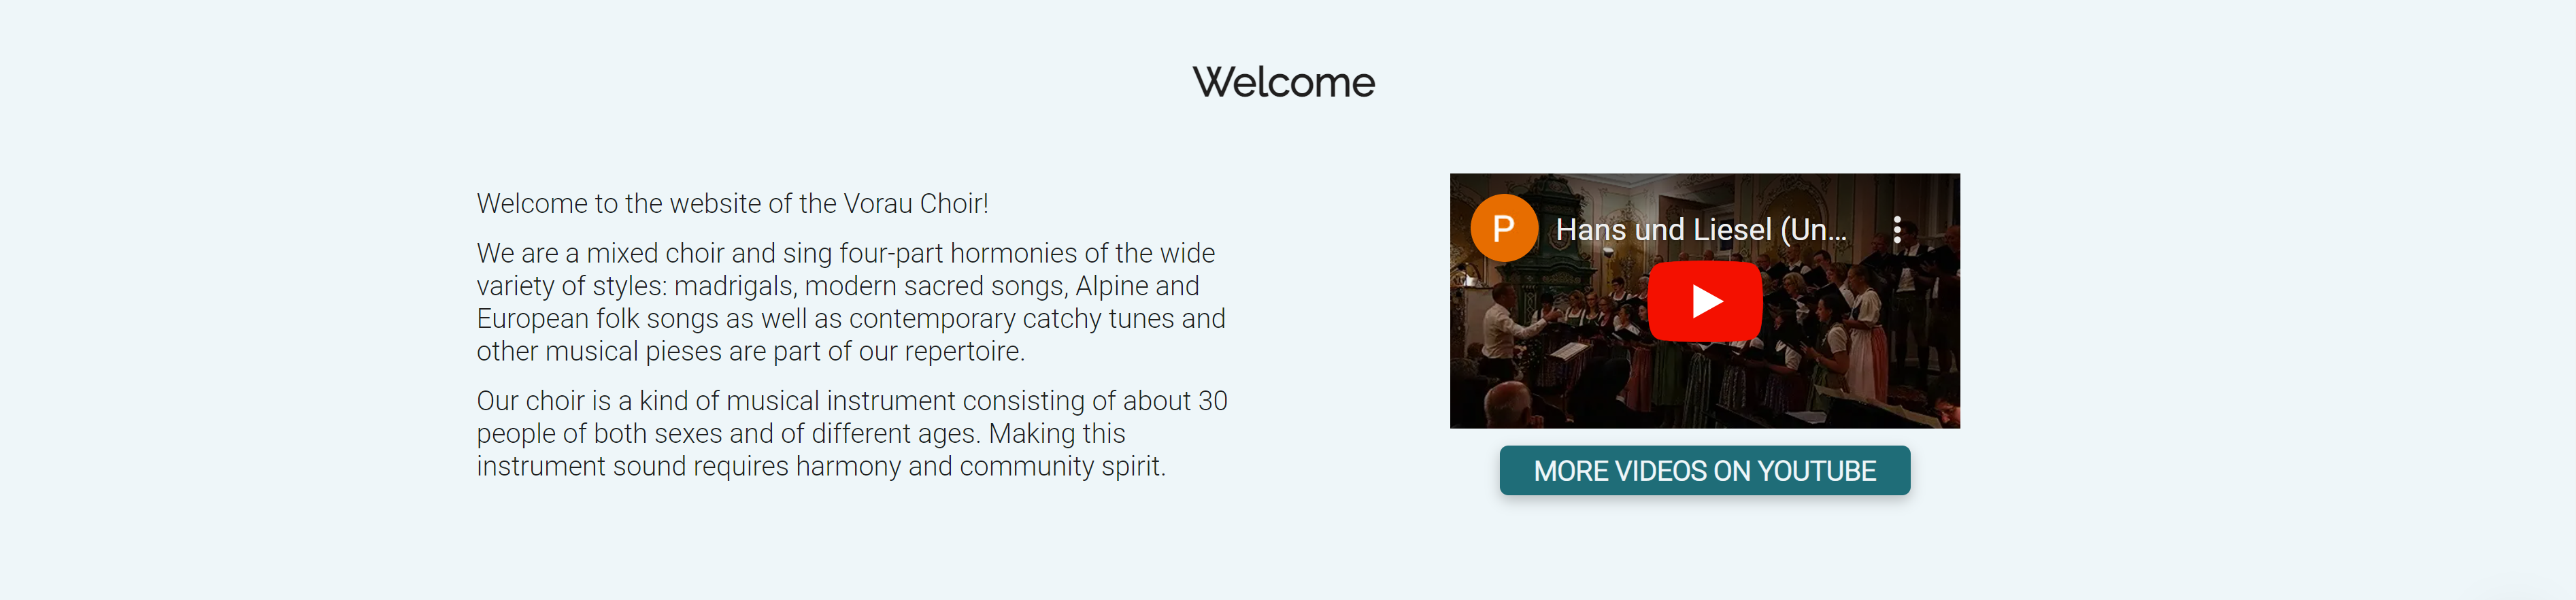 Welcome
Welcome to the website of the Vorau Choir!
We are a mixed choir and sing four-part hormonies of the wide
variety of styles: madrigals, modern sacred songs, Alpine and
European folk songs as well as contemporary catchy tunes and
other musical pieses are part of our repertoire.
Our choir is a kind of musical instrument consisting of about 30
people of both sexes and of different ages. Making this
instrument sound requires harmony and community spirit.
P
Hans und Liesel (Un...
MORE VIDEOS ON YOUTUBE